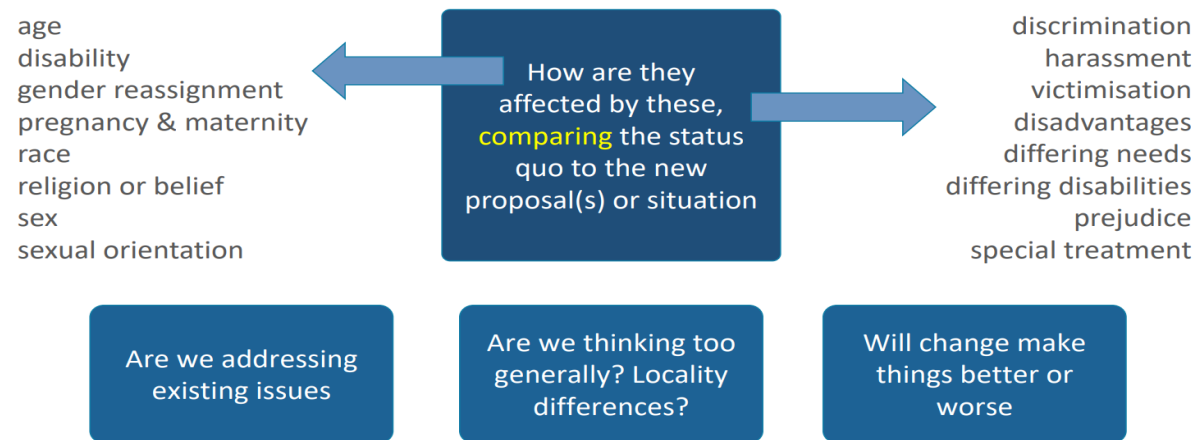 age
disability
gender reassignment
pregnancy & maternity
race
religion or belief
sex
sexual orientation
How are they
affected by these,
comparing the status
quo to the new
proposal(s) or situation
discrimination
harassment
victimisation
disadvantages
differing needs
differing disabilities
prejudice
special treatment
Are we addressing
existing issues
Are we thinking too
generally? Locality
differences?
Will change make
things better or
worse